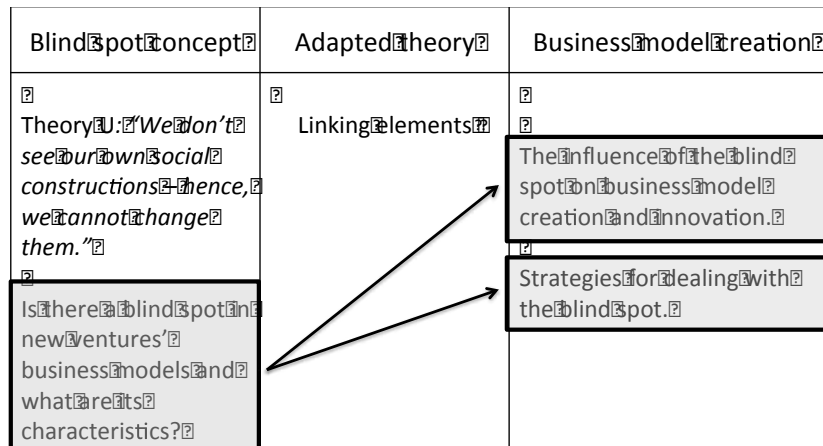 Blind spot concept
Adapted theory
Business model creation
Theory U: “We don’t
see our own social
constructions – hence,
we cannot change
them.”
Is there a blind spot in
new ventures’
business models and
what are its
characteristics?
Linking elements
The influence of the blind
spot on business model
creation and innovation.
Strategies for dealing with
the blind spot.